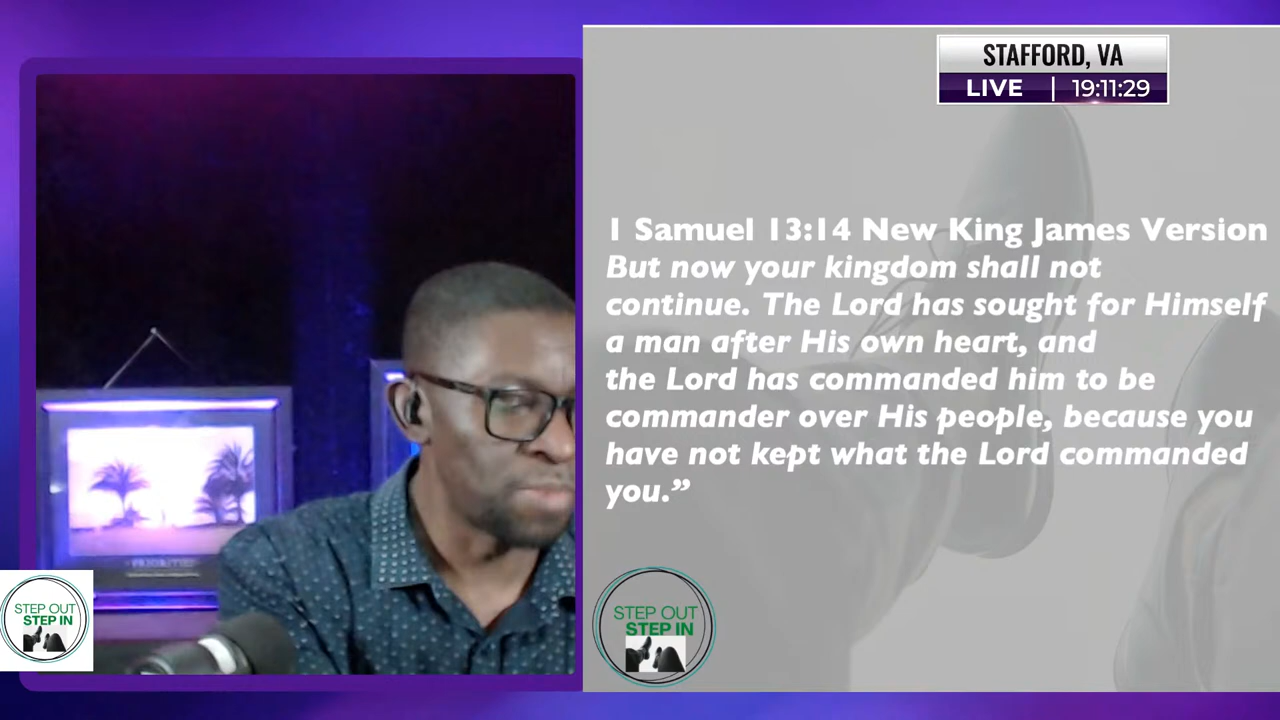 STAFFORD, VA
LIVE | 19:11:29
1 Samuel 13:14 New King James Version
But now your kingdom shall not
continue. The Lord has sought for Himself
a man after His own heart, and
the Lord has commanded him to be
commander over His people, because you
have not kept what the Lord commanded
you.”
PRIORITIES
STEP OUT
STEP IN
STEP OUT
STEP IN